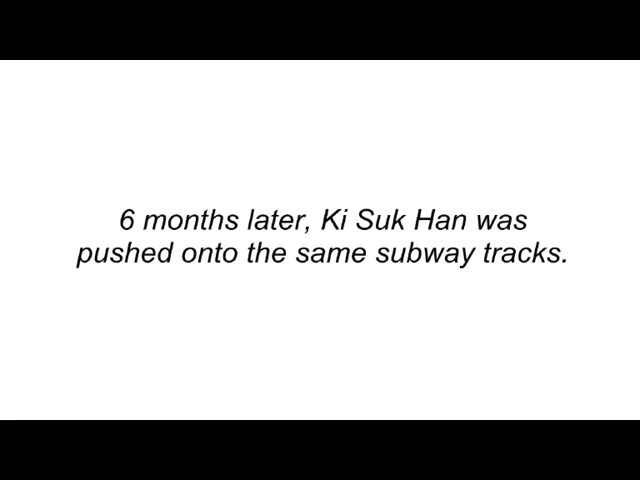 6 months later, Ki Suk Han was
pushed onto the same subway tracks.